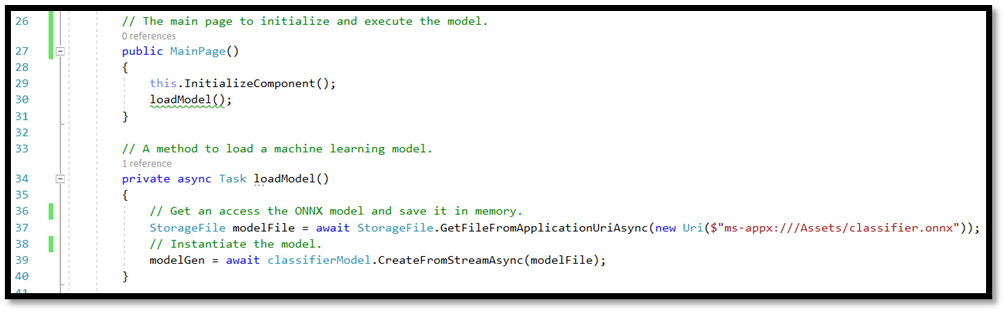 26 // The main page to initialize and execute the model.
0 references
27 public MainPage()
28 {
29 this.InitializeComponent();
30 loadModel();
31 }
32
33 // A method to load a machine learning model.
1 reference
34 private async Task loadModel()
35 {
36 // Get an access the ONNX model and save it in memory.
37 StorageFile modelFile = await StorageFile.GetFileFromApplicationUriAsync(new Uri($"ms-appx:///Assets/classifier.onnx"));
38 // Instantiate the model.
39 modelGen = await classifierModel.CreateFromStreamAsync(modelFile);
40 }
41